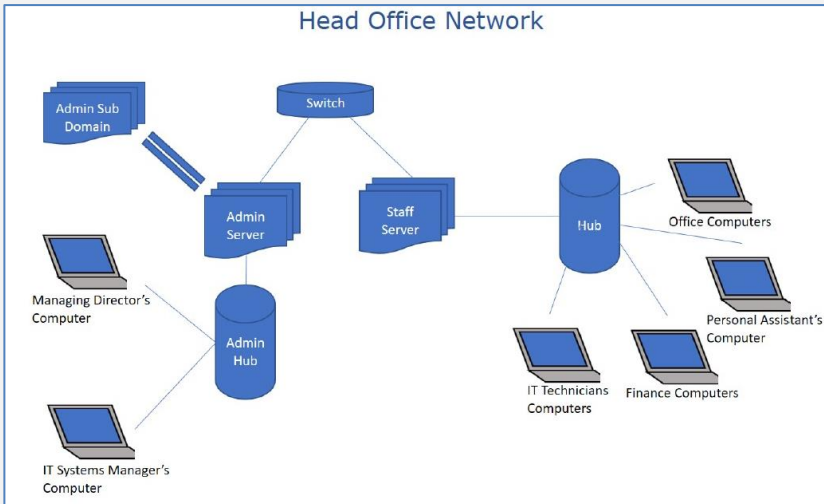 Head Office Network
Admin Sub
Domain
Switch
Admin
Server
Staff
Server
Hub
Office Computers
Managing Director's
Computer
Admin
Hub
Personal Assistant's
Computer
IT Technicians
Computers
Finance Computers
IT Systems Manager's
Computer